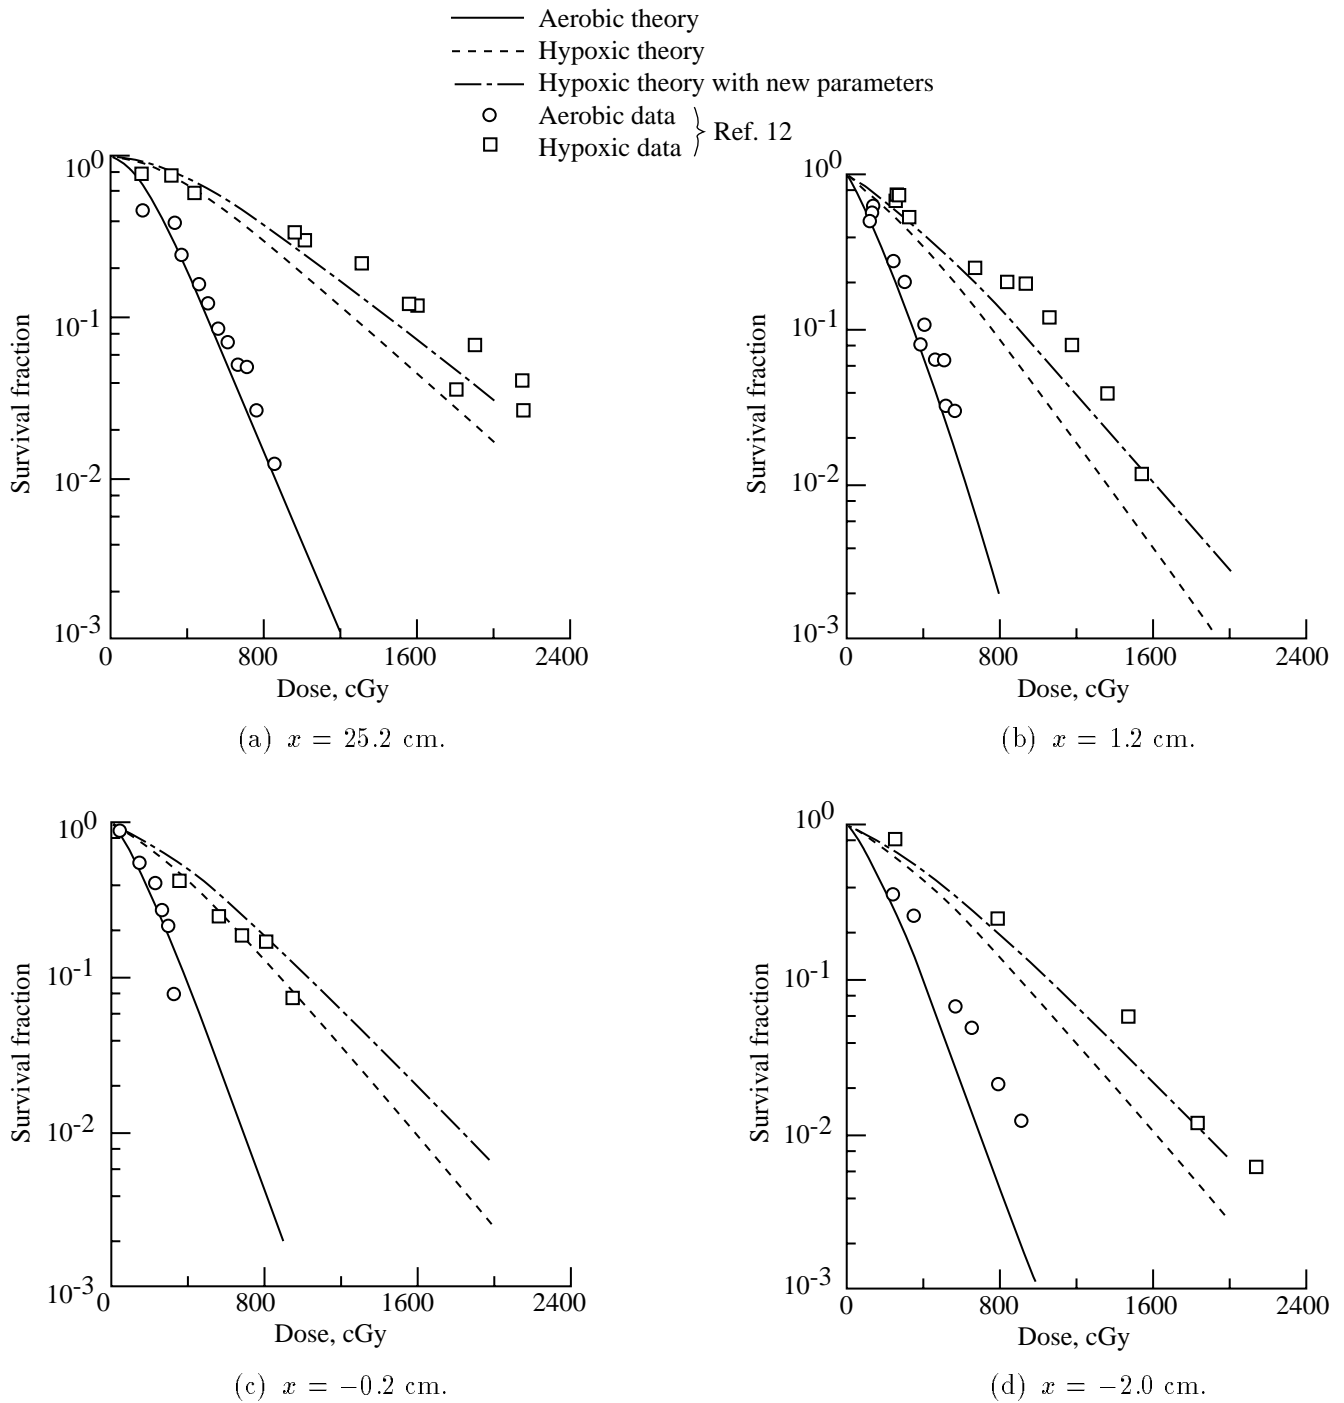 Aerobic theory
Hypoxic theory
Hypoxic theory with new parameters
Aerobic data
Hypoxic data
Ref. 12
10^0
10^-1
10^-2
10^-3
Survival fraction
0 800 1600 2400
Dose, cGy
(a) x = 25.2 cm.
10^0
10^-1
10^-2
10^-3
Survival fraction
0 800 1600 2400
Dose, cGy
(b) x = 1.2 cm.
10^0
10^-1
10^-2
10^-3
Survival fraction
0 800 1600 2400
Dose, cGy
(c) x = −0.2 cm.
10^0
10^-1
10^-2
10^-3
Survival fraction
0 800 1600 2400
Dose, cGy
(d) x = −2.0 cm.